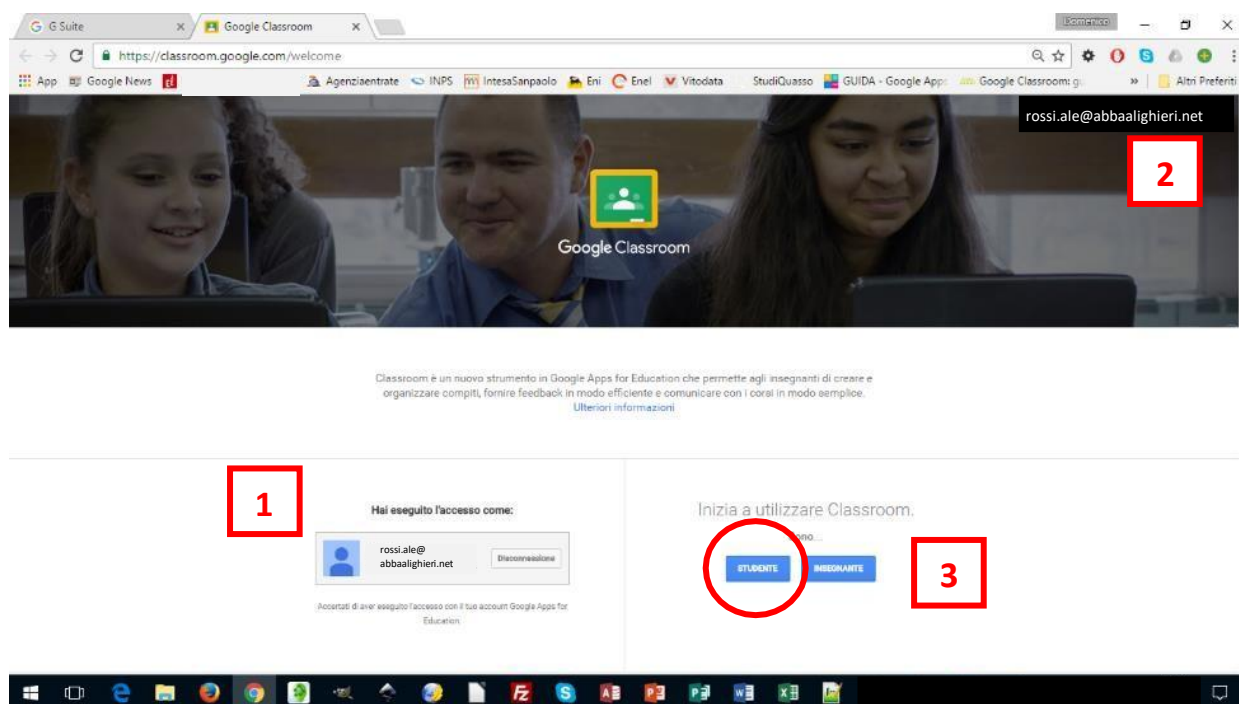 G Suite
Google Classroom
Domenico
https://classroom.google.com/welcome
App
Google News
Agenziaentrate
INPS
IntesaSanpaolo
Eni
Enel
Vitodata
StudiQuasso
GUIDA - Google App
Google Classroom: g
»
Altri Preferiti
rossi.ale@abbaalighieri.net
2
Google Classroom
Classroom è un nuovo strumento in Google Apps for Education che permette agli insegnanti di creare e
organizzare compiti, fornire feedback in modo efficiente e comunicare con i corsi in modo semplice.
Ulteriori informazioni
1
Hai eseguito l'accesso come:
rossi.ale@
abbaalighieri.net
Disconnessione
Accertati di aver eseguito l'accesso con il tuo account Google Apps for
Education
Inizia a utilizzare Classroom.
ono...
STUDENTE
INSEGNANTE
3